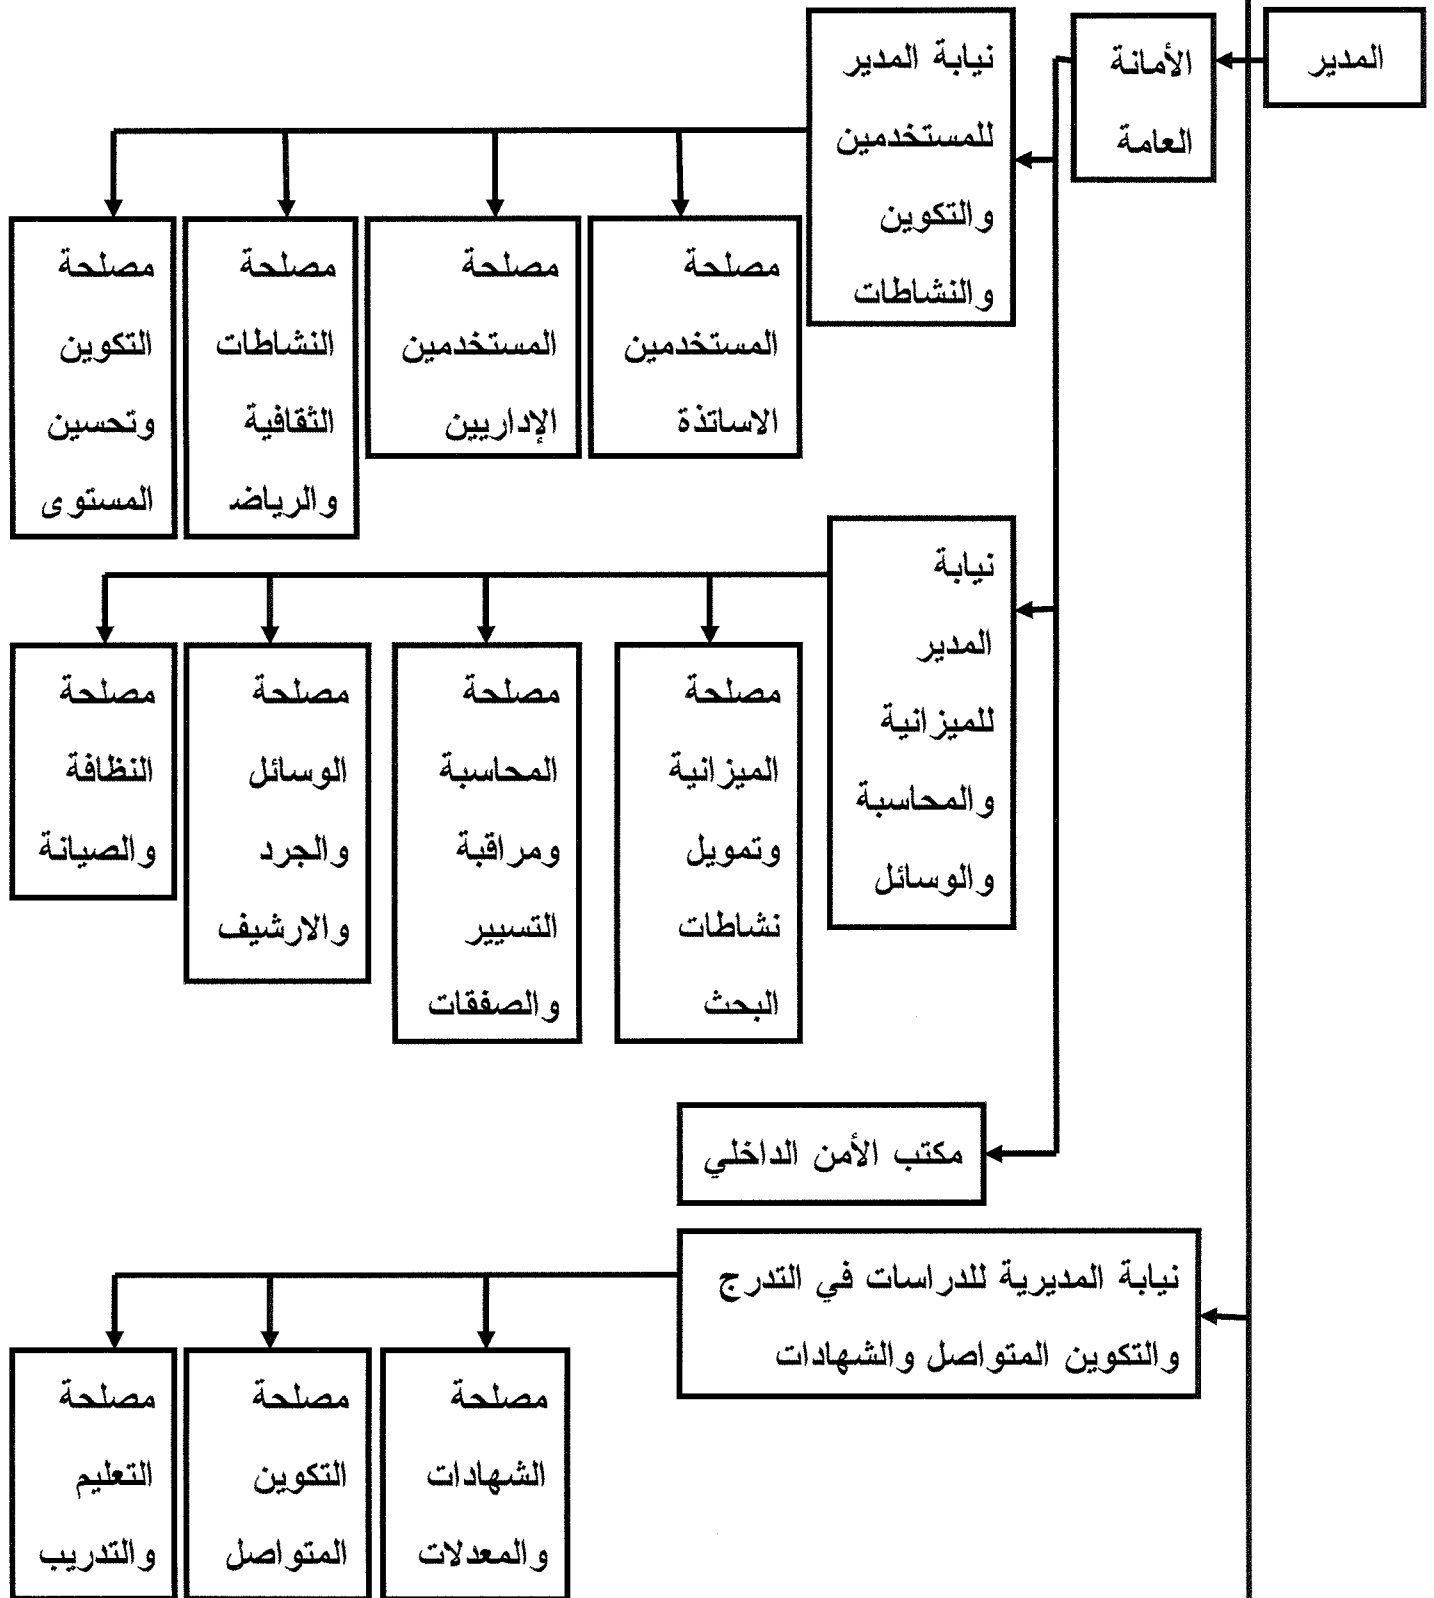 المدير
الأمانة
العامة
نيابة المدير
للمستخدمين
والتكوين
والنشاطات
مصلحة
المستخدمين
الاساتذة
مصلحة
المستخدمين
الإداريين
مصلحة
النشاطات
الثقافية
والرياضـ
مصلحة
التكوين
وتحسين
المستوى
نيابة
المدير
للميزانية
والمحاسبة
والوسائل
مصلحة
الميزانية
وتمويل
نشاطات
البحث
مصلحة
المحاسبة
ومراقبة
التسيير
والصفقات
مصلحة
الوسائل
والجرد
والارشيف
مصلحة
النظافة
والصيانة
مكتب الأمن الداخلي
نيابة المديرية للدراسات في التدرج
والتكوين المتواصل والشهادات
مصلحة
الشهادات
والمعدلات
مصلحة
التكوين
المتواصل
مصلحة
التعليم
والتدريب